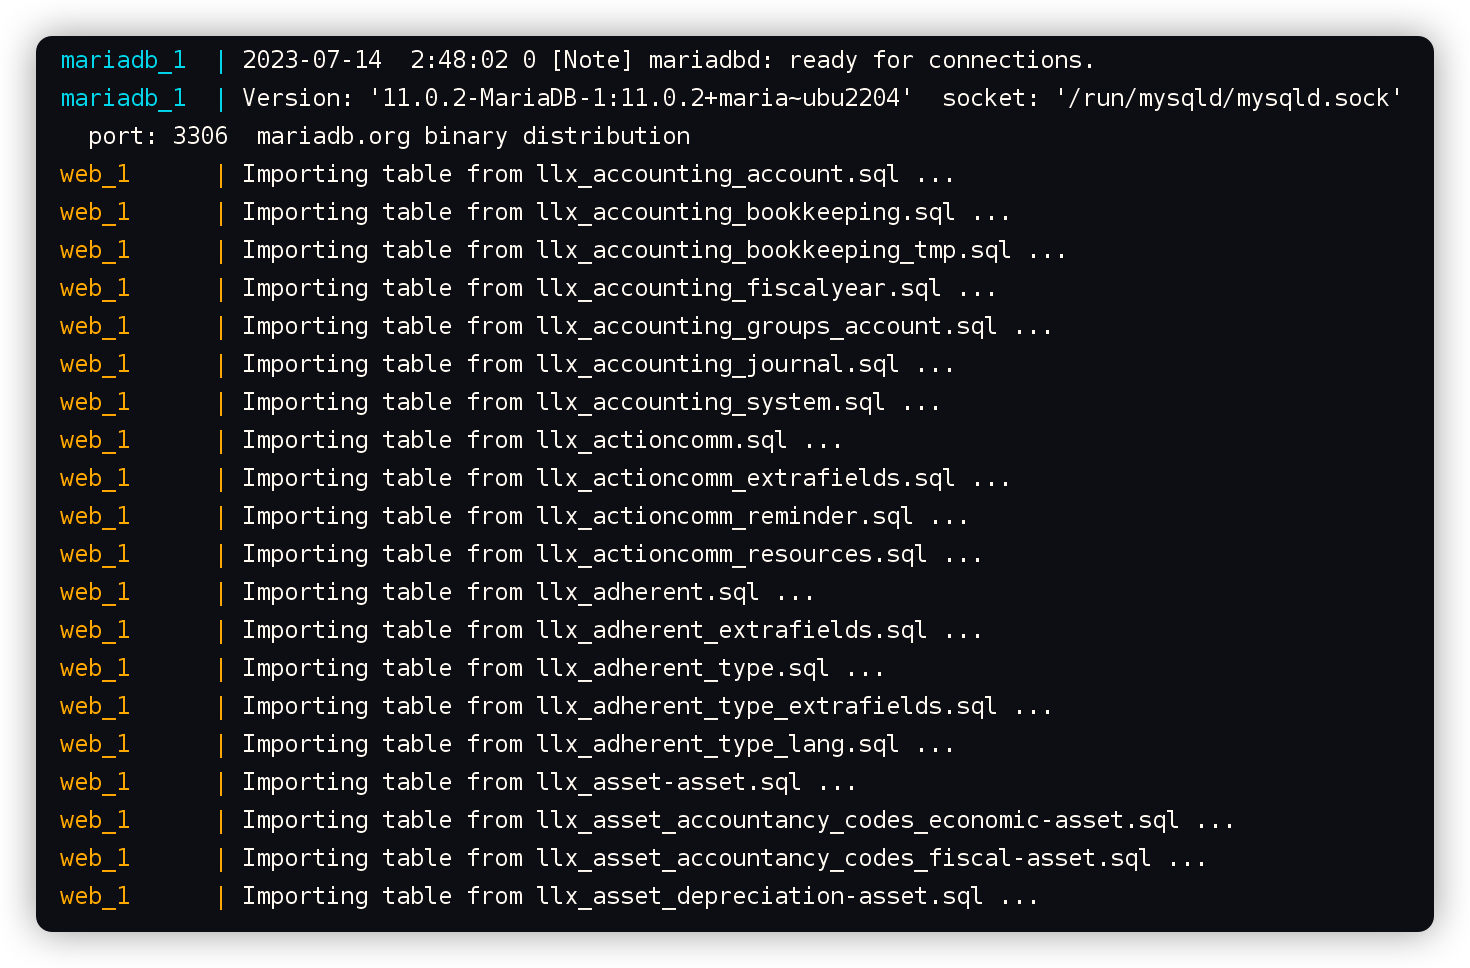 mariadb_1  | 2023-07-14  2:48:02 0 [Note] mariadbd: ready for connections.
mariadb_1  | Version: '11.0.2-MariaDB-1:11.0.2+maria~ubu2204'  socket: '/run/mysqld/mysqld.sock'
  port: 3306  mariadb.org binary distribution
web_1      | Importing table from llx_accounting_account.sql ...
web_1      | Importing table from llx_accounting_bookkeeping.sql ...
web_1      | Importing table from llx_accounting_bookkeeping_tmp.sql ...
web_1      | Importing table from llx_accounting_fiscalyear.sql ...
web_1      | Importing table from llx_accounting_groups_account.sql ...
web_1      | Importing table from llx_accounting_journal.sql ...
web_1      | Importing table from llx_accounting_system.sql ...
web_1      | Importing table from llx_actioncomm.sql ...
web_1      | Importing table from llx_actioncomm_extrafields.sql ...
web_1      | Importing table from llx_actioncomm_reminder.sql ...
web_1      | Importing table from llx_actioncomm_resources.sql ...
web_1      | Importing table from llx_adherent.sql ...
web_1      | Importing table from llx_adherent_extrafields.sql ...
web_1      | Importing table from llx_adherent_type.sql ...
web_1      | Importing table from llx_adherent_type_extrafields.sql ...
web_1      | Importing table from llx_adherent_type_lang.sql ...
web_1      | Importing table from llx_asset-asset.sql ...
web_1      | Importing table from llx_asset_accountancy_codes_economic-asset.sql ...
web_1      | Importing table from llx_asset_accountancy_codes_fiscal-asset.sql ...
web_1      | Importing table from llx_asset_depreciation-asset.sql ...